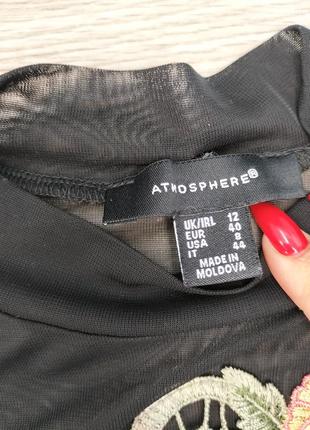 ATMOSPHERE®
UK/IRL 12
EUR 40
USA 8
IT 44
MADE IN
MOLDOVA